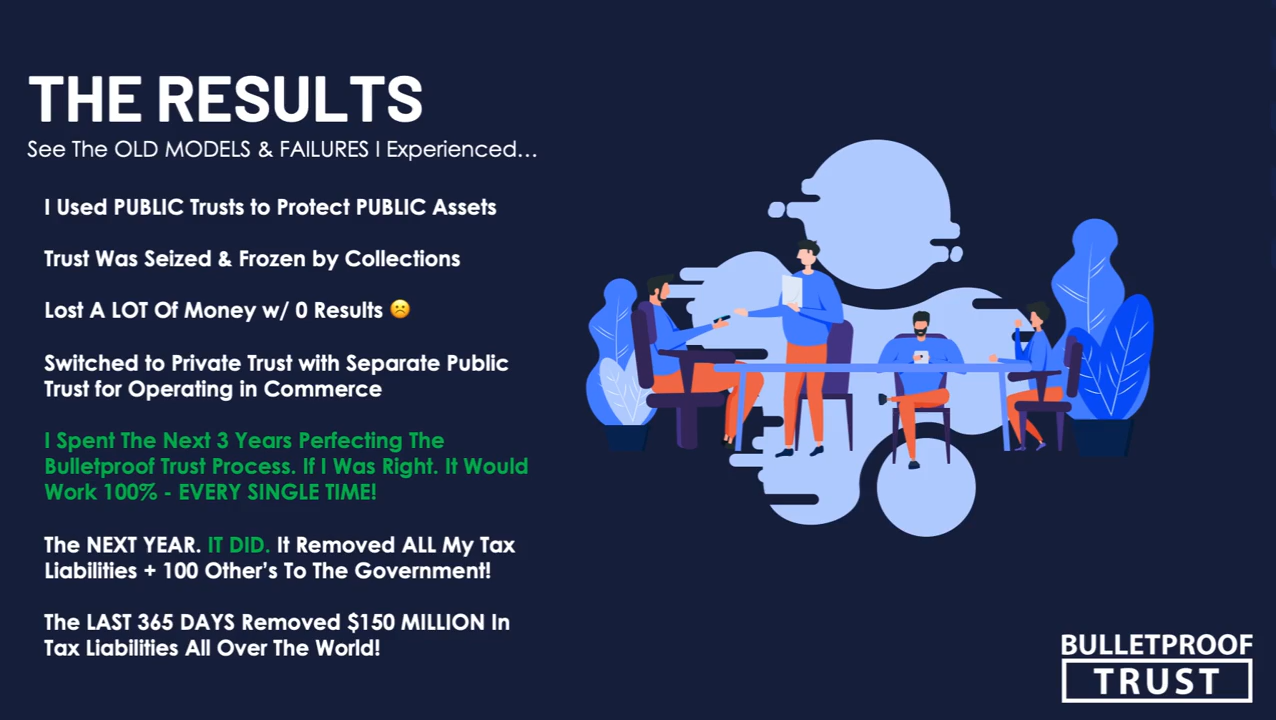 THE RESULTS
See The OLD MODELS & FAILURES I Experienced...
I Used PUBLIC Trusts to Protect PUBLIC Assets
Trust Was Seized & Frozen by Collections
Lost A LOT Of Money w/ 0 Results ☹️
Switched to Private Trust with Separate Public
Trust for Operating in Commerce
I Spent The Next 3 Years Perfecting The
Bulletproof Trust Process. If I Was Right. It Would
Work 100% - EVERY SINGLE TIME!
The NEXT YEAR. IT DID. It Removed ALL My Tax
Liabilities + 100 Other's To The Government!
The LAST 365 DAYS Removed $150 MILLION In
Tax Liabilities All Over The World!
BULLETPROOF
TRUST